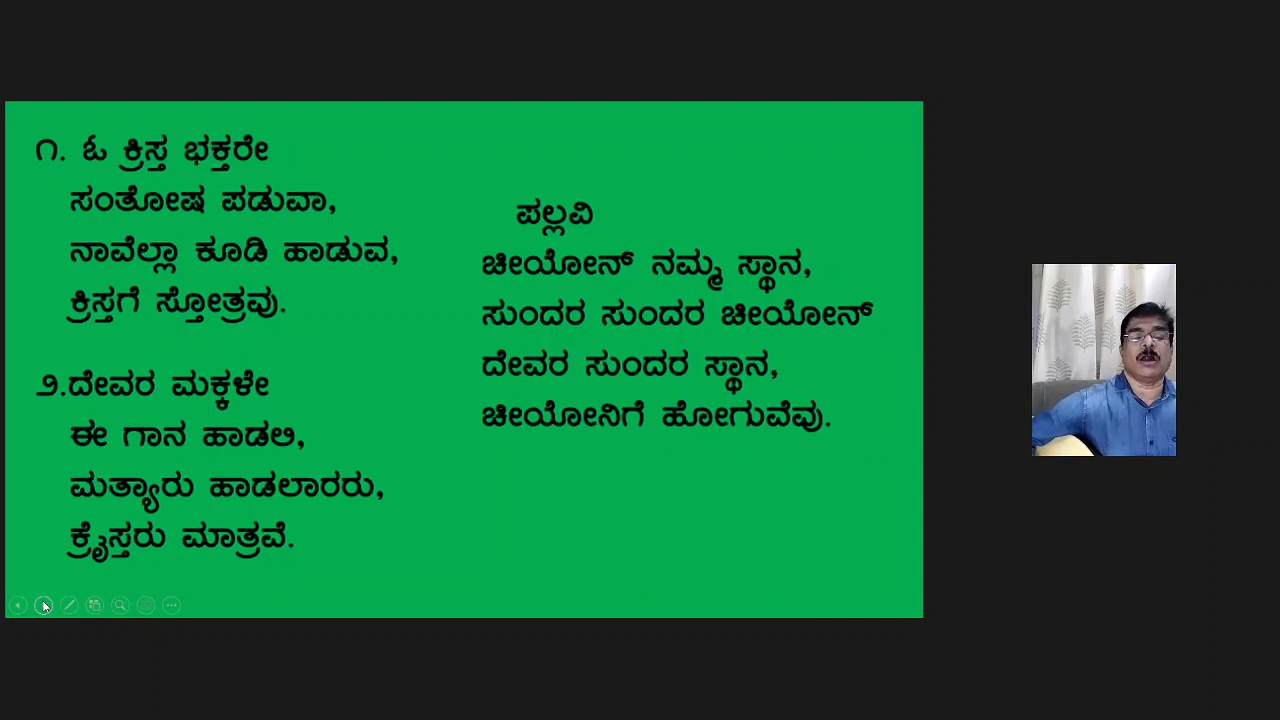 ೧. ಓ ಕ್ರಿಸ್ತ ಭಕ್ತರೇ
ಸಂತೋಷ ಪಡುವಾ,
ನಾವೆಲ್ಲಾ ಕೂಡಿ ಹಾಡುವ,
ಕ್ರಿಸ್ತಗೆ ಸ್ತೋತ್ರವು.
೨.ದೇವರ ಮಕ್ಕಳೇ
ಈ ಗಾನ ಹಾಡಲಿ,
ಮತ್ಯಾರು ಹಾಡಲಾರರು,
ಕ್ರೈಸ್ತರು ಮಾತ್ರವೆ.
ಪಲ್ಲವಿ
ಚೀಯೋನ್ ನಮ್ಮ ಸ್ಥಾನ,
ಸುಂದರ ಸುಂದರ ಚೀಯೋನ್
ದೇವರ ಸುಂದರ ಸ್ಥಾನ,
ಚೀಯೋನಿಗೆ ಹೋಗುವೆವು.